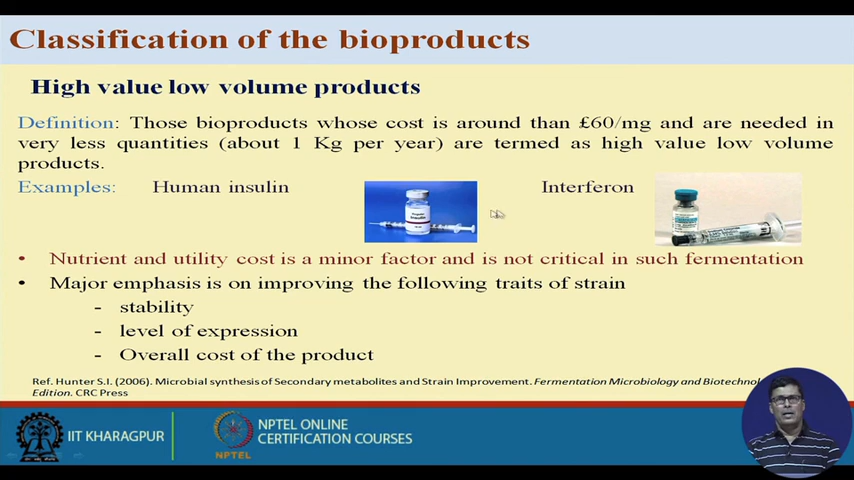 Classification of the bioproducts
High value low volume products
Definition: Those bioproducts whose cost is around than £60/mg and are needed in
very less quantities (about 1 Kg per year) are termed as high value low volume
products.
Examples: Human insulin Interferon
• Nutrient and utility cost is a minor factor and is not critical in such fermentation
• Major emphasis is on improving the following traits of strain
- stability
- level of expression
- Overall cost of the product
Ref. Hunter S.I. (2006). Microbial synthesis of Secondary metabolites and Strain Improvement. Fermentation Microbiology and Biotechnol
Edition. CRC Press
IIT KHARAGPUR
NPTEL
NPTEL ONLINE
CERTIFICATION COURSES